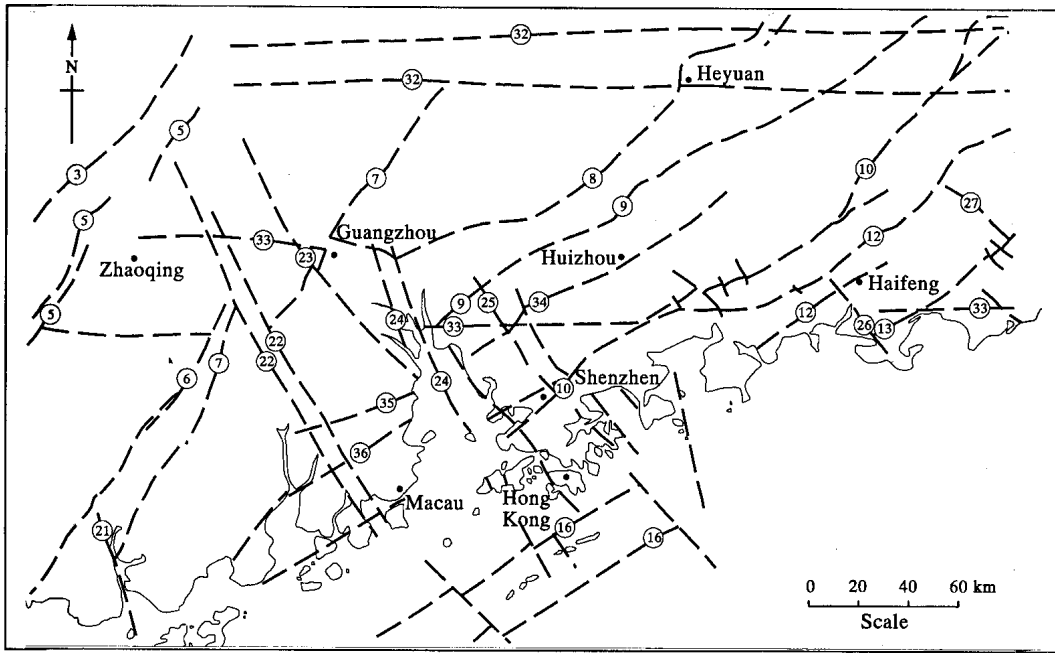 32
N
32
Heyuan
5
3
7
8
10
9
5
27
33
Guangzhou
12
23
Zhaoqing
Huizhou
Haifeng
9
25
34
5
24
33
12
26
13
33
22
22
6
7
24
10
Shenzhen
35
36
Macau
Hong
Kong
21
16
16
0 20 40 60 km
Scale